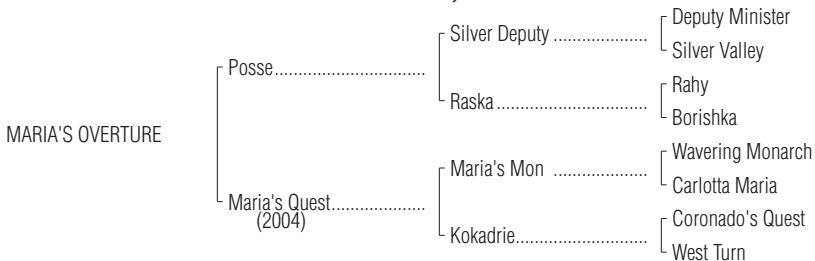 Deputy Minister
Silver Deputy ....................
Silver Valley
Posse................................
Rahy
Raska ................................
Borishka
MARIA'S OVERTURE
Wavering Monarch
Maria's Mon ....................
Carlotta Maria
Maria's Quest....................
(2004)
Coronado's Quest
Kokadrie............................
West Turn